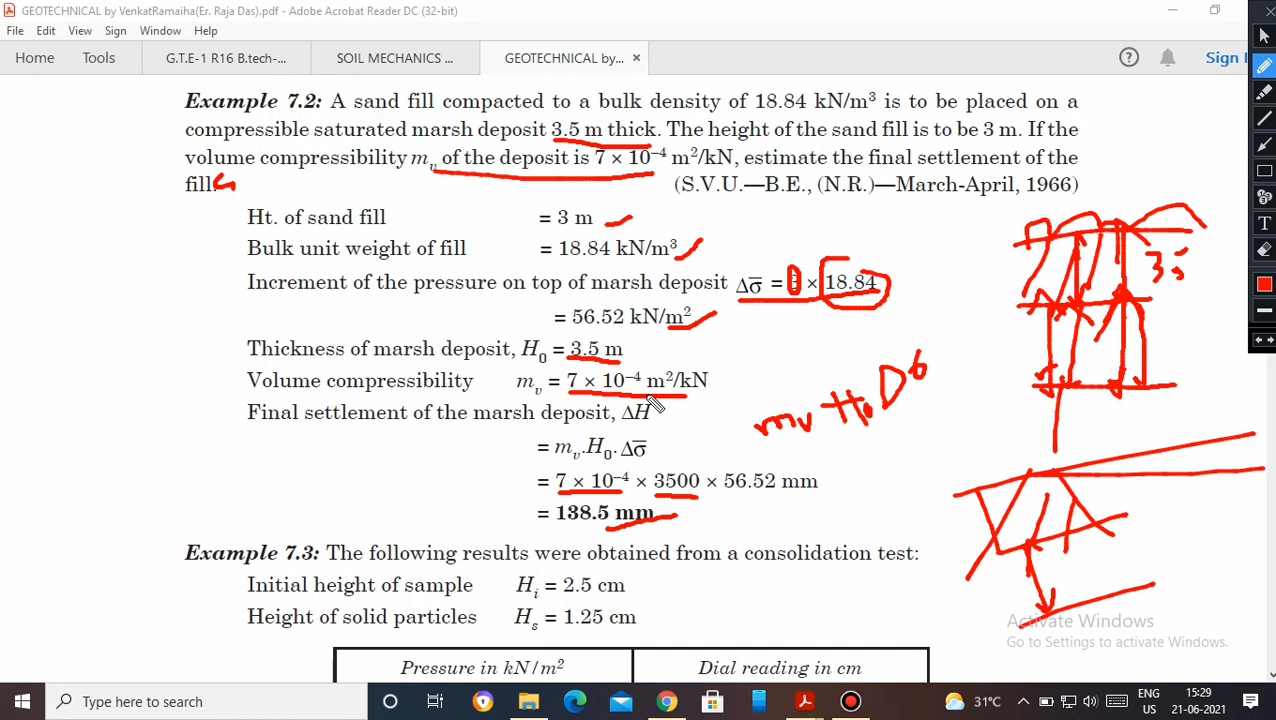 GEOTECHNICAL by VenkatRamaiha(Er. Raja Das).pdf - Adobe Acrobat Reader DC (32-bit)
File Edit View Sign Window Help
Home Tools G.T.E-1 R16 B.tech-... SOIL MECHANICS ... GEOTECHNICAL by... × Sign I
Example 7.2: A sand fill compacted to a bulk density of 18.84 kN/m³ is to be placed on a
compressible saturated marsh deposit 3.5 m thick. The height of the sand fill is to be 3 m. If the
volume compressibility mᵥ of the deposit is 7 × 10⁻⁴ m²/kN, estimate the final settlement of the
fill. (S.V.U.—B.E., (N.R.)—March-April, 1966)
Ht. of sand fill = 3 m
Bulk unit weight of fill = 18.84 kN/m³
Increment of the pressure on top of marsh deposit Δσ̅ = 3 × 18.84
= 56.52 kN/m²
Thickness of marsh deposit, H₀ = 3.5 m
Volume compressibility mᵥ = 7 × 10⁻⁴ m²/kN
Final settlement of the marsh deposit, ΔH
= mᵥ.H₀.Δσ̅
= 7 × 10⁻⁴ × 3500 × 56.52 mm
= 138.5 mm
3.5
mv H₀ D6
Example 7.3: The following results were obtained from a consolidation test:
Initial height of sample Hᵢ = 2.5 cm
Height of solid particles Hₛ = 1.25 cm
Pressure in kN/m² Dial reading in cm
Activate Windows
Go to Settings to activate Windows.
Type here to search 31°C ENG US 15:29 21-06-2021